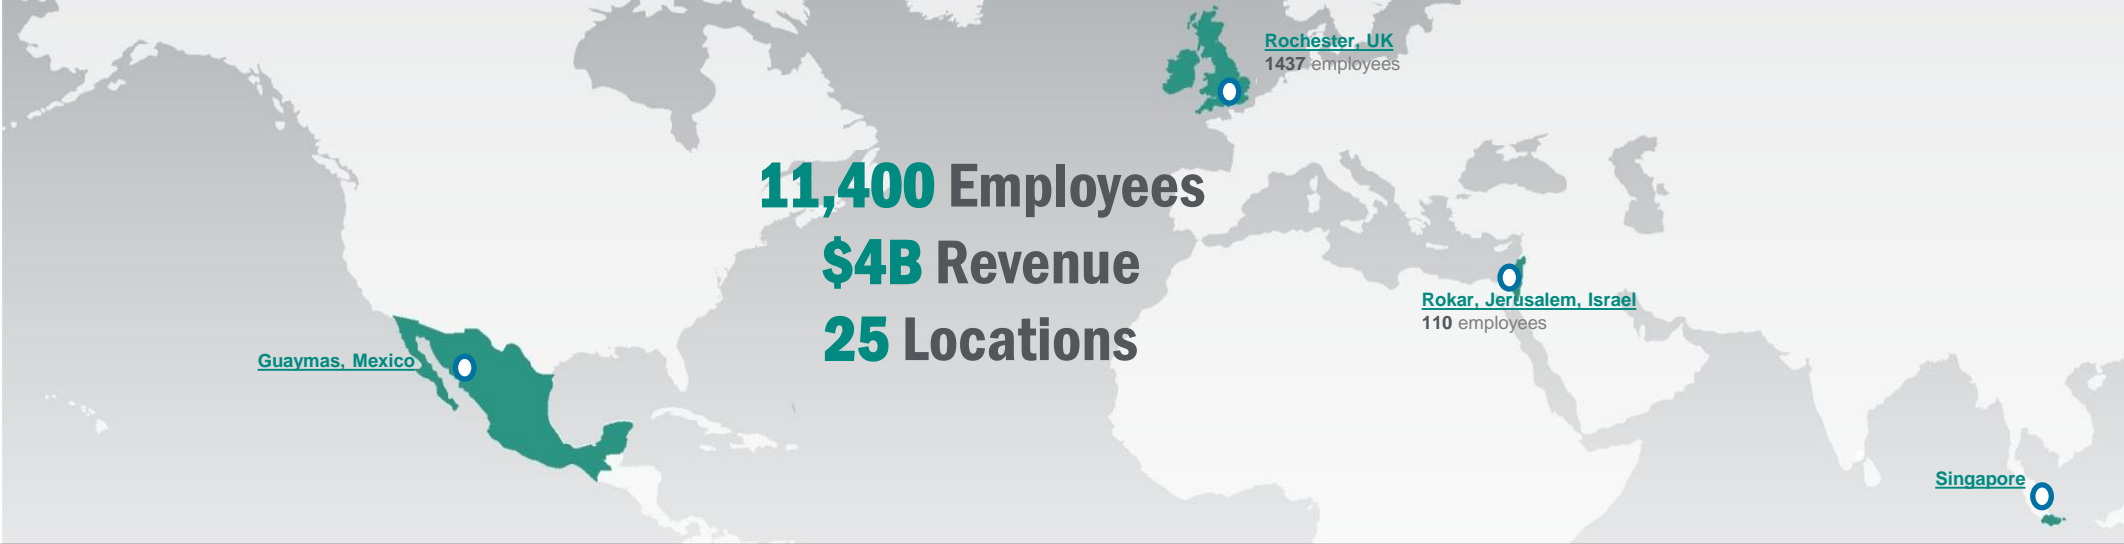 Rochester, UK
1437 employees
11,400 Employees
$4B Revenue
25 Locations
Rokar, Jerusalem, Israel
110 employees
Guaymas, Mexico
Singapore